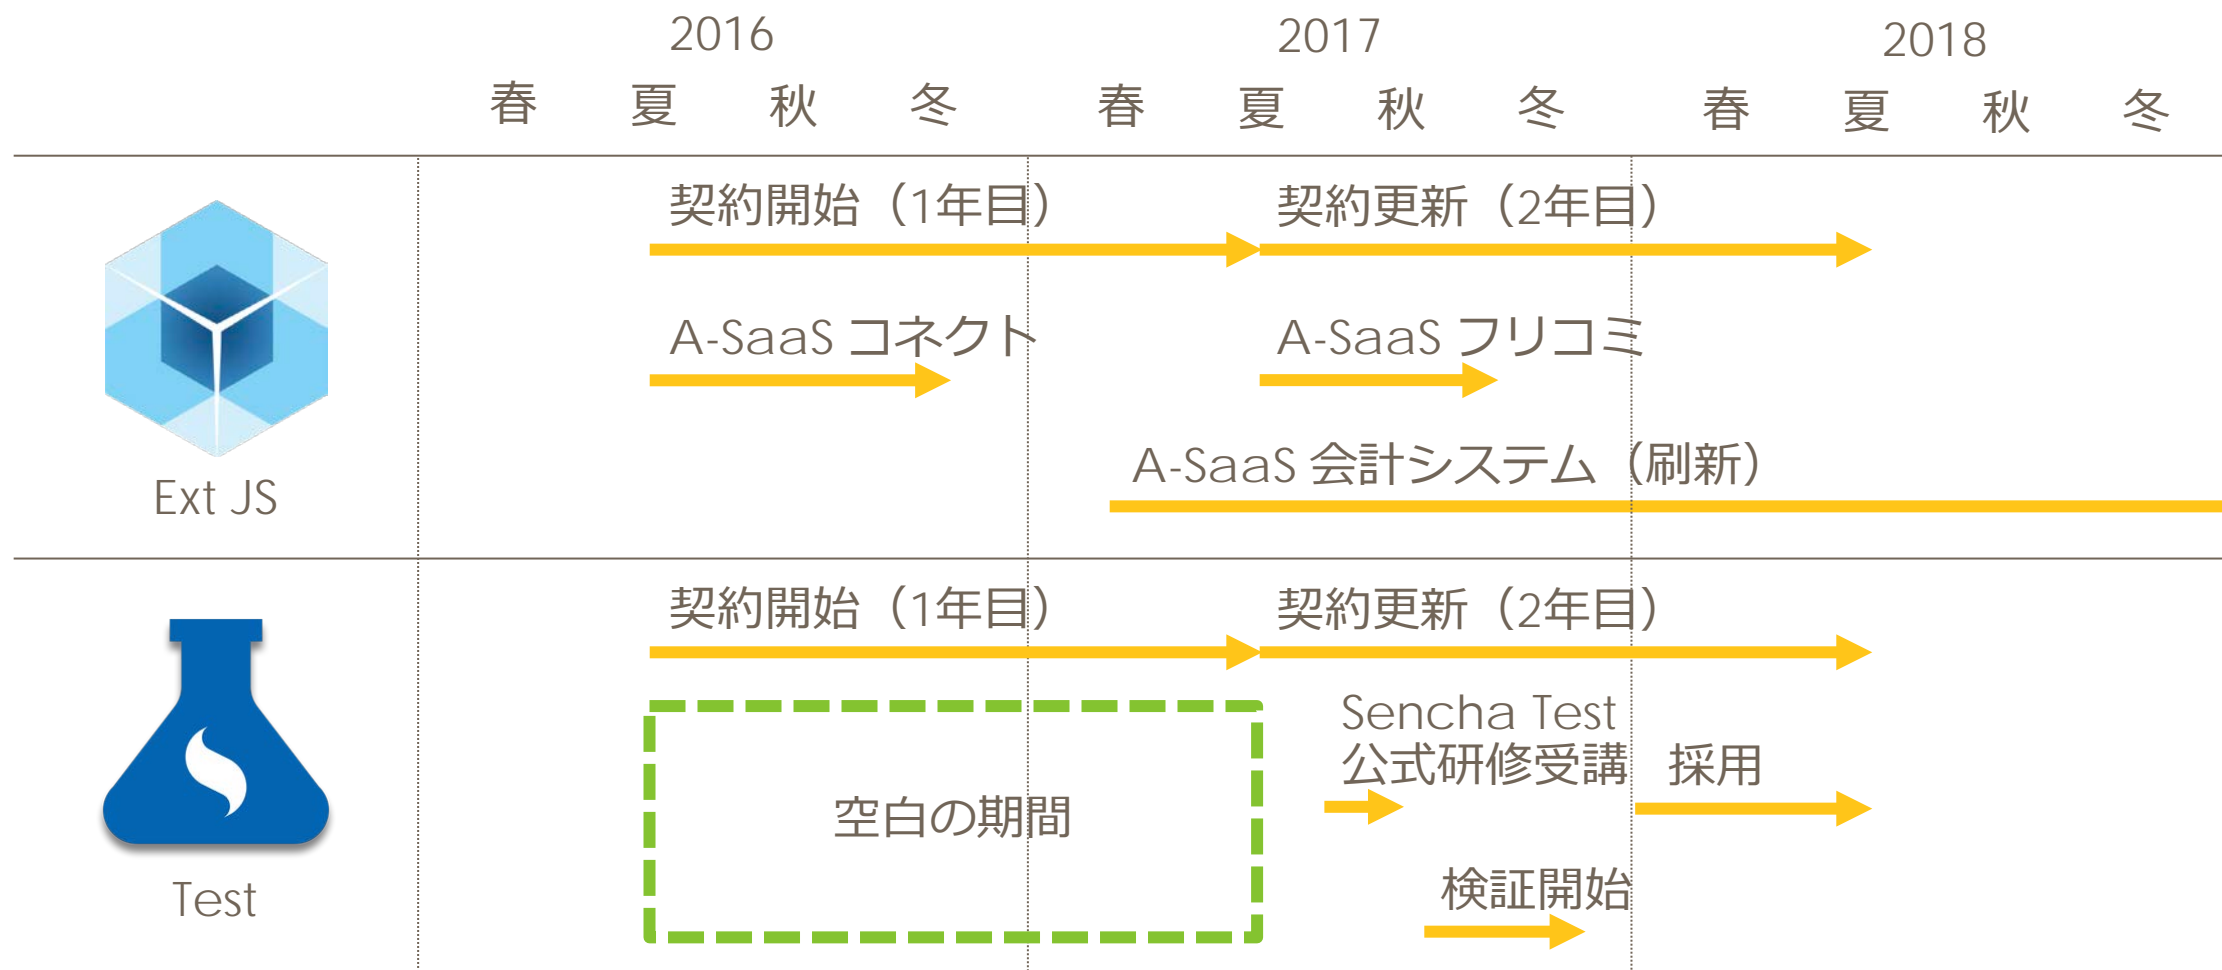 2016
2017
2018
春 夏 秋 冬 春 夏 秋 冬 春 夏 秋 冬
契約開始（1年目）
契約更新（2年目）
A-SaaS コネクト
A-SaaS フリコミ
A-SaaS 会計システム（刷新）
Ext JS
契約開始（1年目）
契約更新（2年目）
Sencha Test
公式研修受講
採用
空白の期間
検証開始
Test